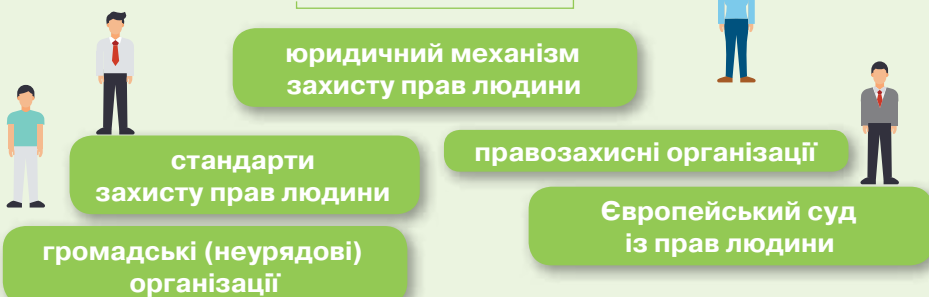 юридичний механізм
захисту прав людини
стандарти
захисту прав людини
правозахисні організації
Європейський суд
із прав людини
громадські (неурядові)
організації